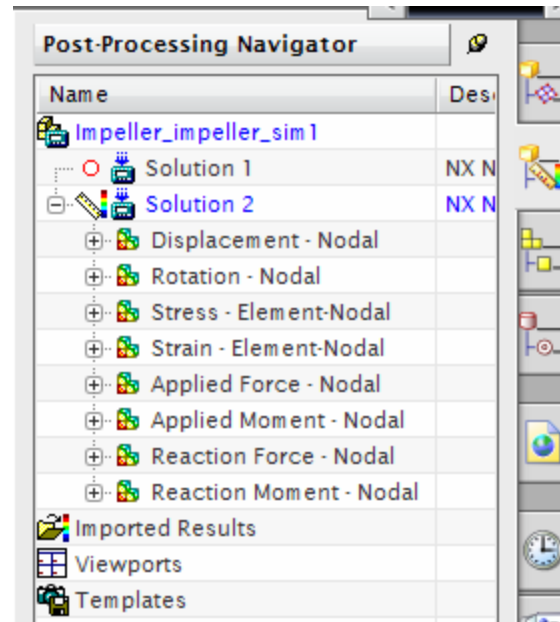 Post-Processing Navigator
Name Des
Impeller_impeller_sim1
Solution 1 NX N
Solution 2 NX N
Displacement - Nodal
Rotation - Nodal
Stress - Element-Nodal
Strain - Element-Nodal
Applied Force - Nodal
Applied Moment - Nodal
Reaction Force - Nodal
Reaction Moment - Nodal
Imported Results
Viewports
Templates